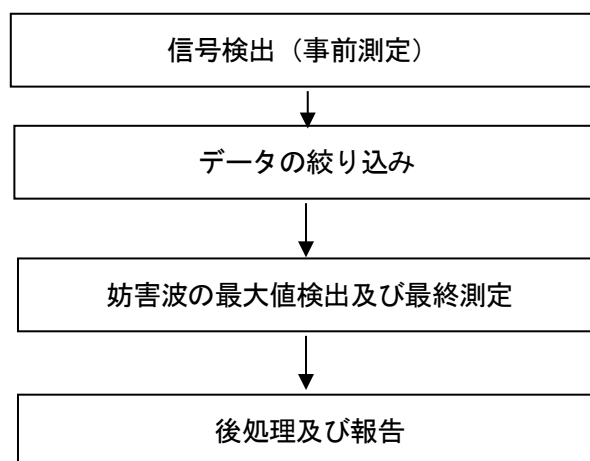 信号検出（事前測定）
データの絞り込み
妨害波の最大値検出及び最終測定
後処理及び報告